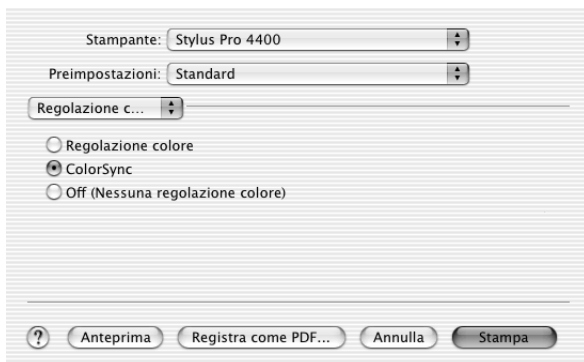 Stampante: Stylus Pro 4400
Preimpostazioni: Standard
Regolazione c...
Regolazione colore
ColorSync
Off (Nessuna regolazione colore)
? Anteprima Registra come PDF... Annulla Stampa